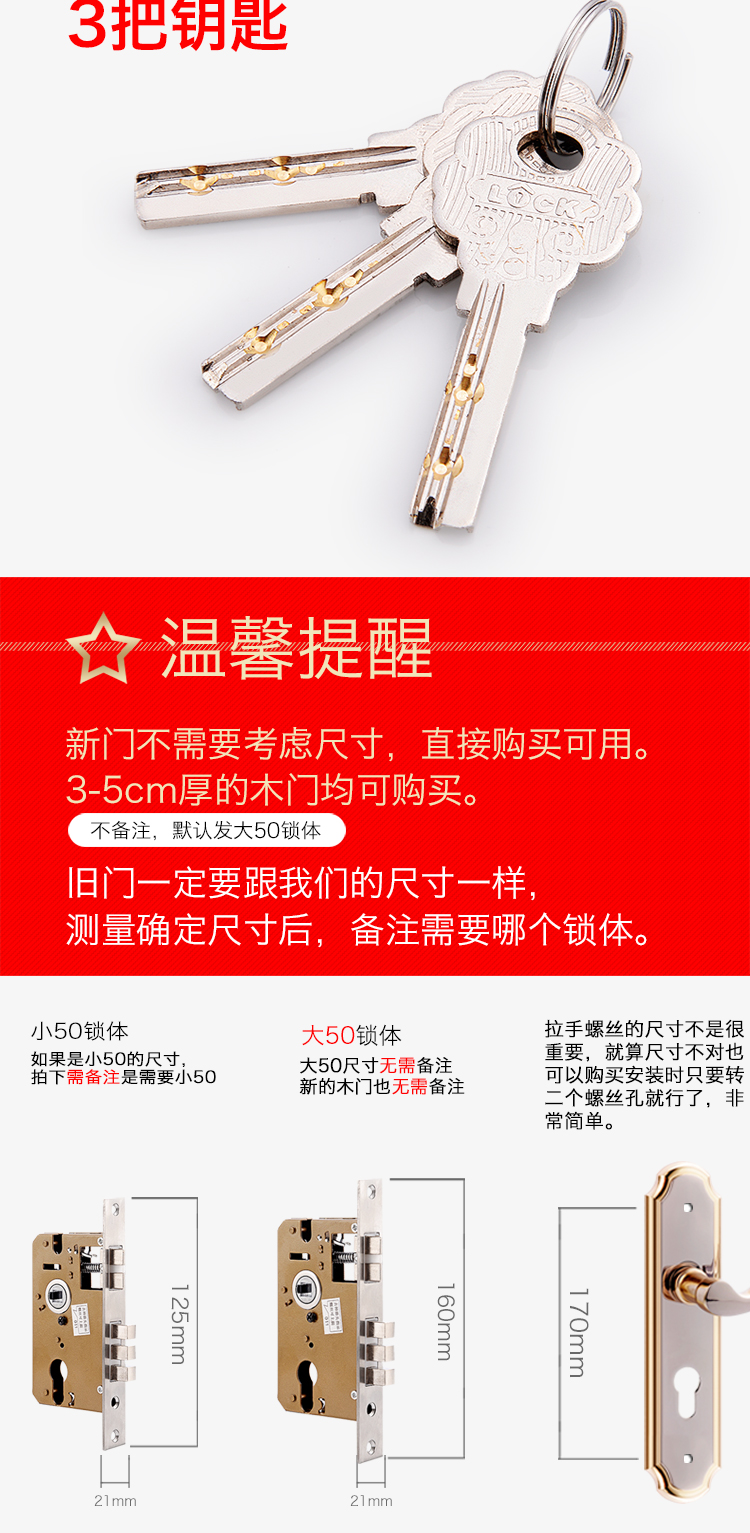 3把钥匙
LOCK
温馨提醒
新门不需要考虑尺寸，直接购买可用。
3-5cm厚的木门均可购买。
不备注，默认发大50锁体
旧门一定要跟我们的尺寸一样，
测量确定尺寸后，备注需要哪个锁体。
小50锁体
如果是小50的尺寸，
拍下需备注是需要小50
大50锁体
大50尺寸无需备注
新的木门也无需备注
拉手螺丝的尺寸不是很
重要，就算尺寸不对也
可以购买安装时只要转
二个螺丝孔就行了，非
常简单。
125mm
21mm
160mm
21mm
170mm